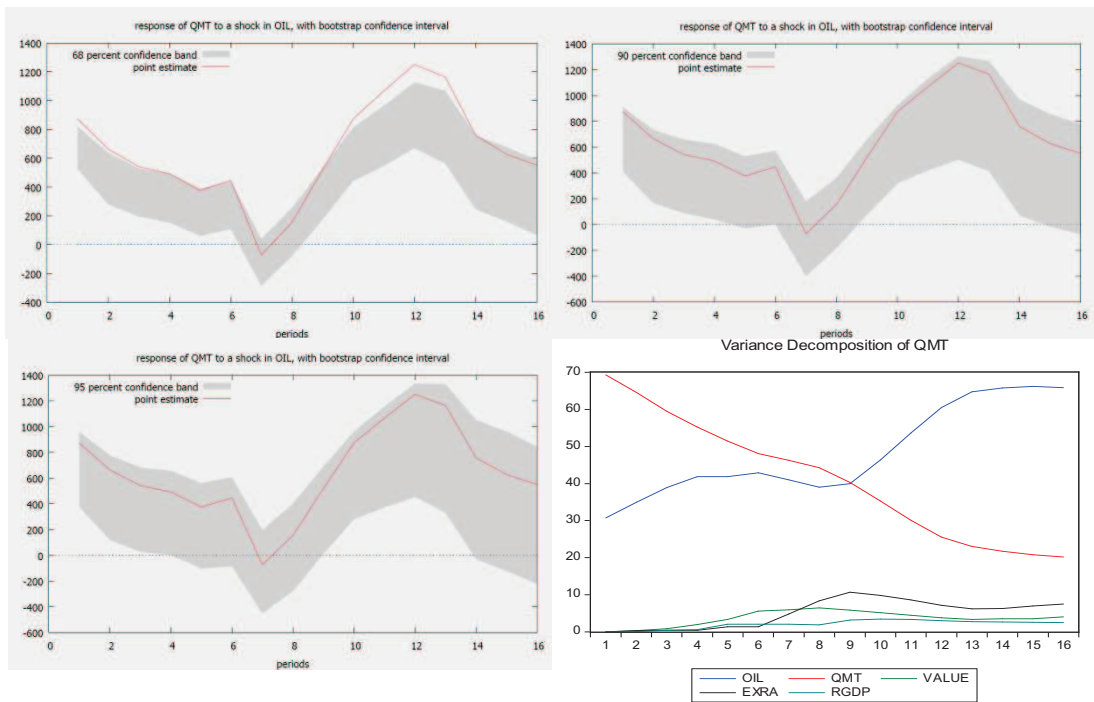 response of QMT to a shock in OIL, with bootstrap confidence interval
1400
1200
1000
800
600
400
200
0
-200
-400
68 percent confidence band
point estimate
0 2 4 6 8 10 12 14 16
periods
response of QMT to a shock in OIL, with bootstrap confidence interval
1400
1200
1000
800
600
400
200
0
-200
-400
-600
90 percent confidence band
point estimate
0 2 4 6 8 10 12 14 16
periods
response of QMT to a shock in OIL, with bootstrap confidence interval
1400
1200
1000
800
600
400
200
0
-200
-400
-600
95 percent confidence band
point estimate
0 2 4 6 8 10 12 14 16
periods
Variance Decomposition of QMT
70
60
50
40
30
20
10
0
1 2 3 4 5 6 7 8 9 10 11 12 13 14 15 16
OIL QMT VALUE
EXRA RGDP